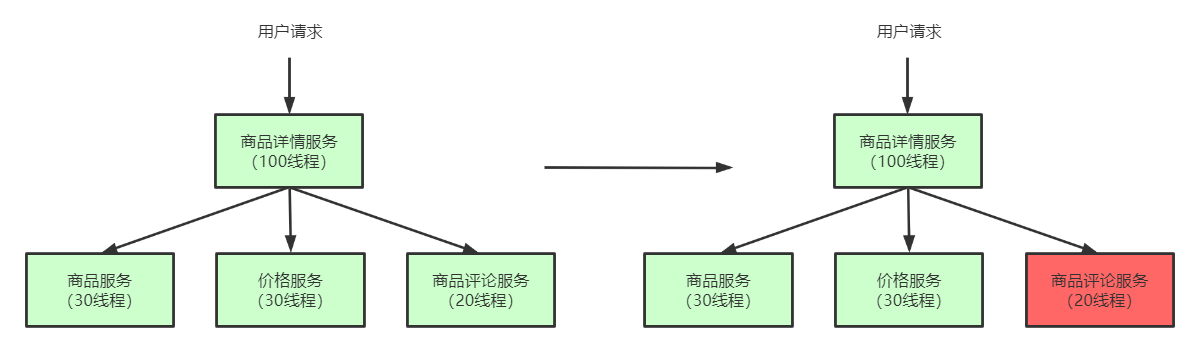 用户请求
用户请求
商品详情服务
（100线程）
商品详情服务
（100线程）
商品服务
（30线程）
价格服务
（30线程）
商品评论服务
（20线程）
商品服务
（30线程）
价格服务
（30线程）
商品评论服务
（20线程）